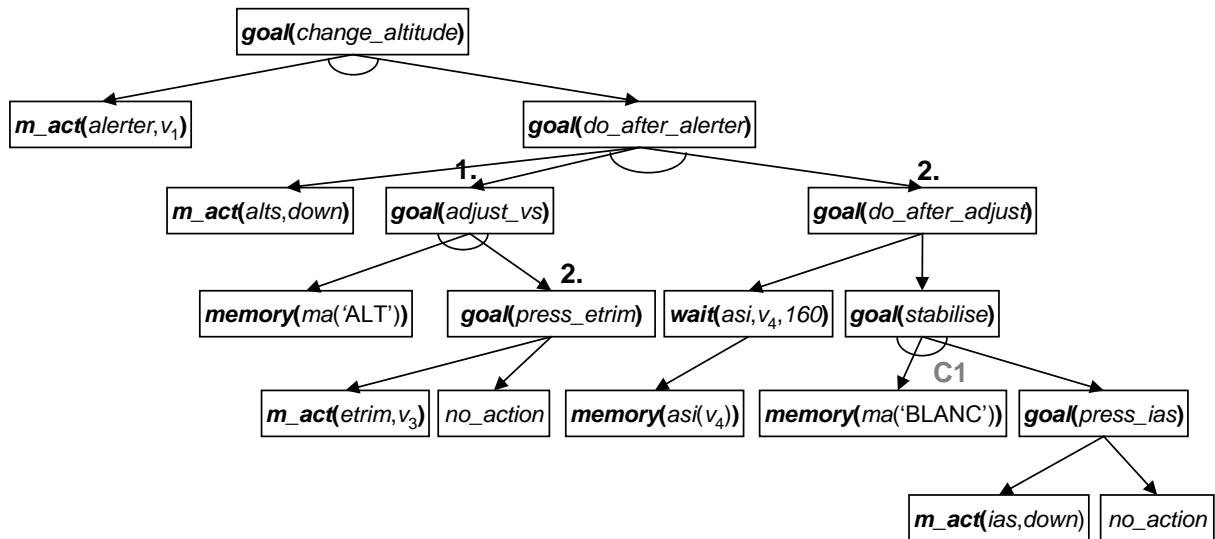 goal(change_altitude)
m_act(alerter,v1)
goal(do_after_alerter)
1.
2.
m_act(alts,down)
goal(adjust_vs)
goal(do_after_adjust)
2.
memory(ma(‘ALT’))
goal(press_etrim)
wait(asi,v4,160)
goal(stabilise)
C1
m_act(etrim,v3)
no_action
memory(asi(v4))
memory(ma(‘BLANC’))
goal(press_ias)
m_act(ias,down)
no_action